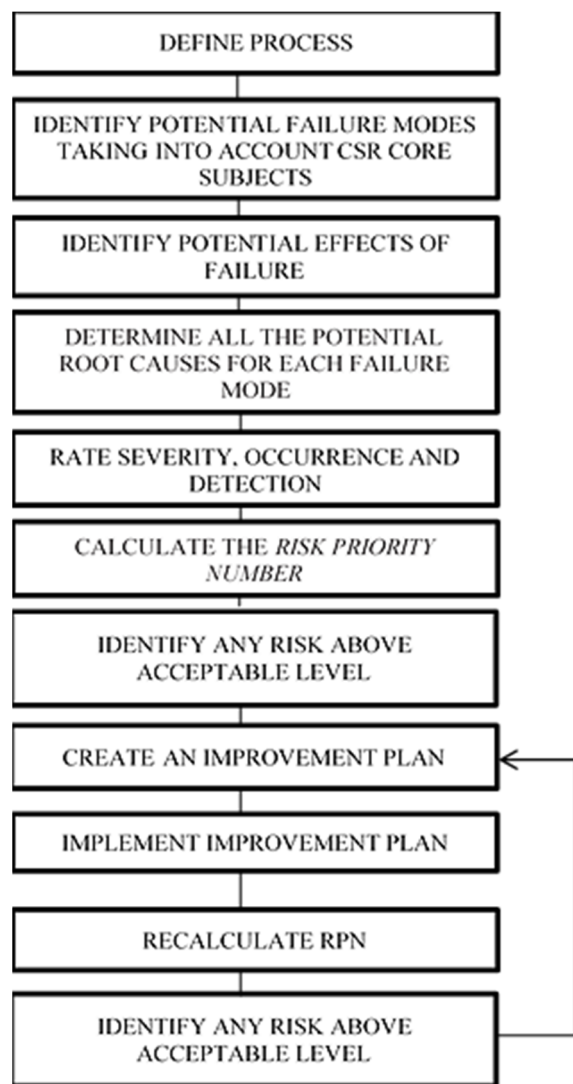 DEFINE PROCESS
IDENTIFY POTENTIAL FAILURE MODES
TAKING INTO ACCOUNT CSR CORE
SUBJECTS
IDENTIFY POTENTIAL EFFECTS OF
FAILURE
DETERMINE ALL THE POTENTIAL
ROOT CAUSES FOR EACH FAILURE
MODE
RATE SEVERITY, OCCURRENCE AND
DETECTION
CALCULATE THE RISK PRIORITY
NUMBER
IDENTIFY ANY RISK ABOVE
ACCEPTABLE LEVEL
CREATE AN IMPROVEMENT PLAN
IMPLEMENT IMPROVEMENT PLAN
RECALCULATE RPN
IDENTIFY ANY RISK ABOVE
ACCEPTABLE LEVEL